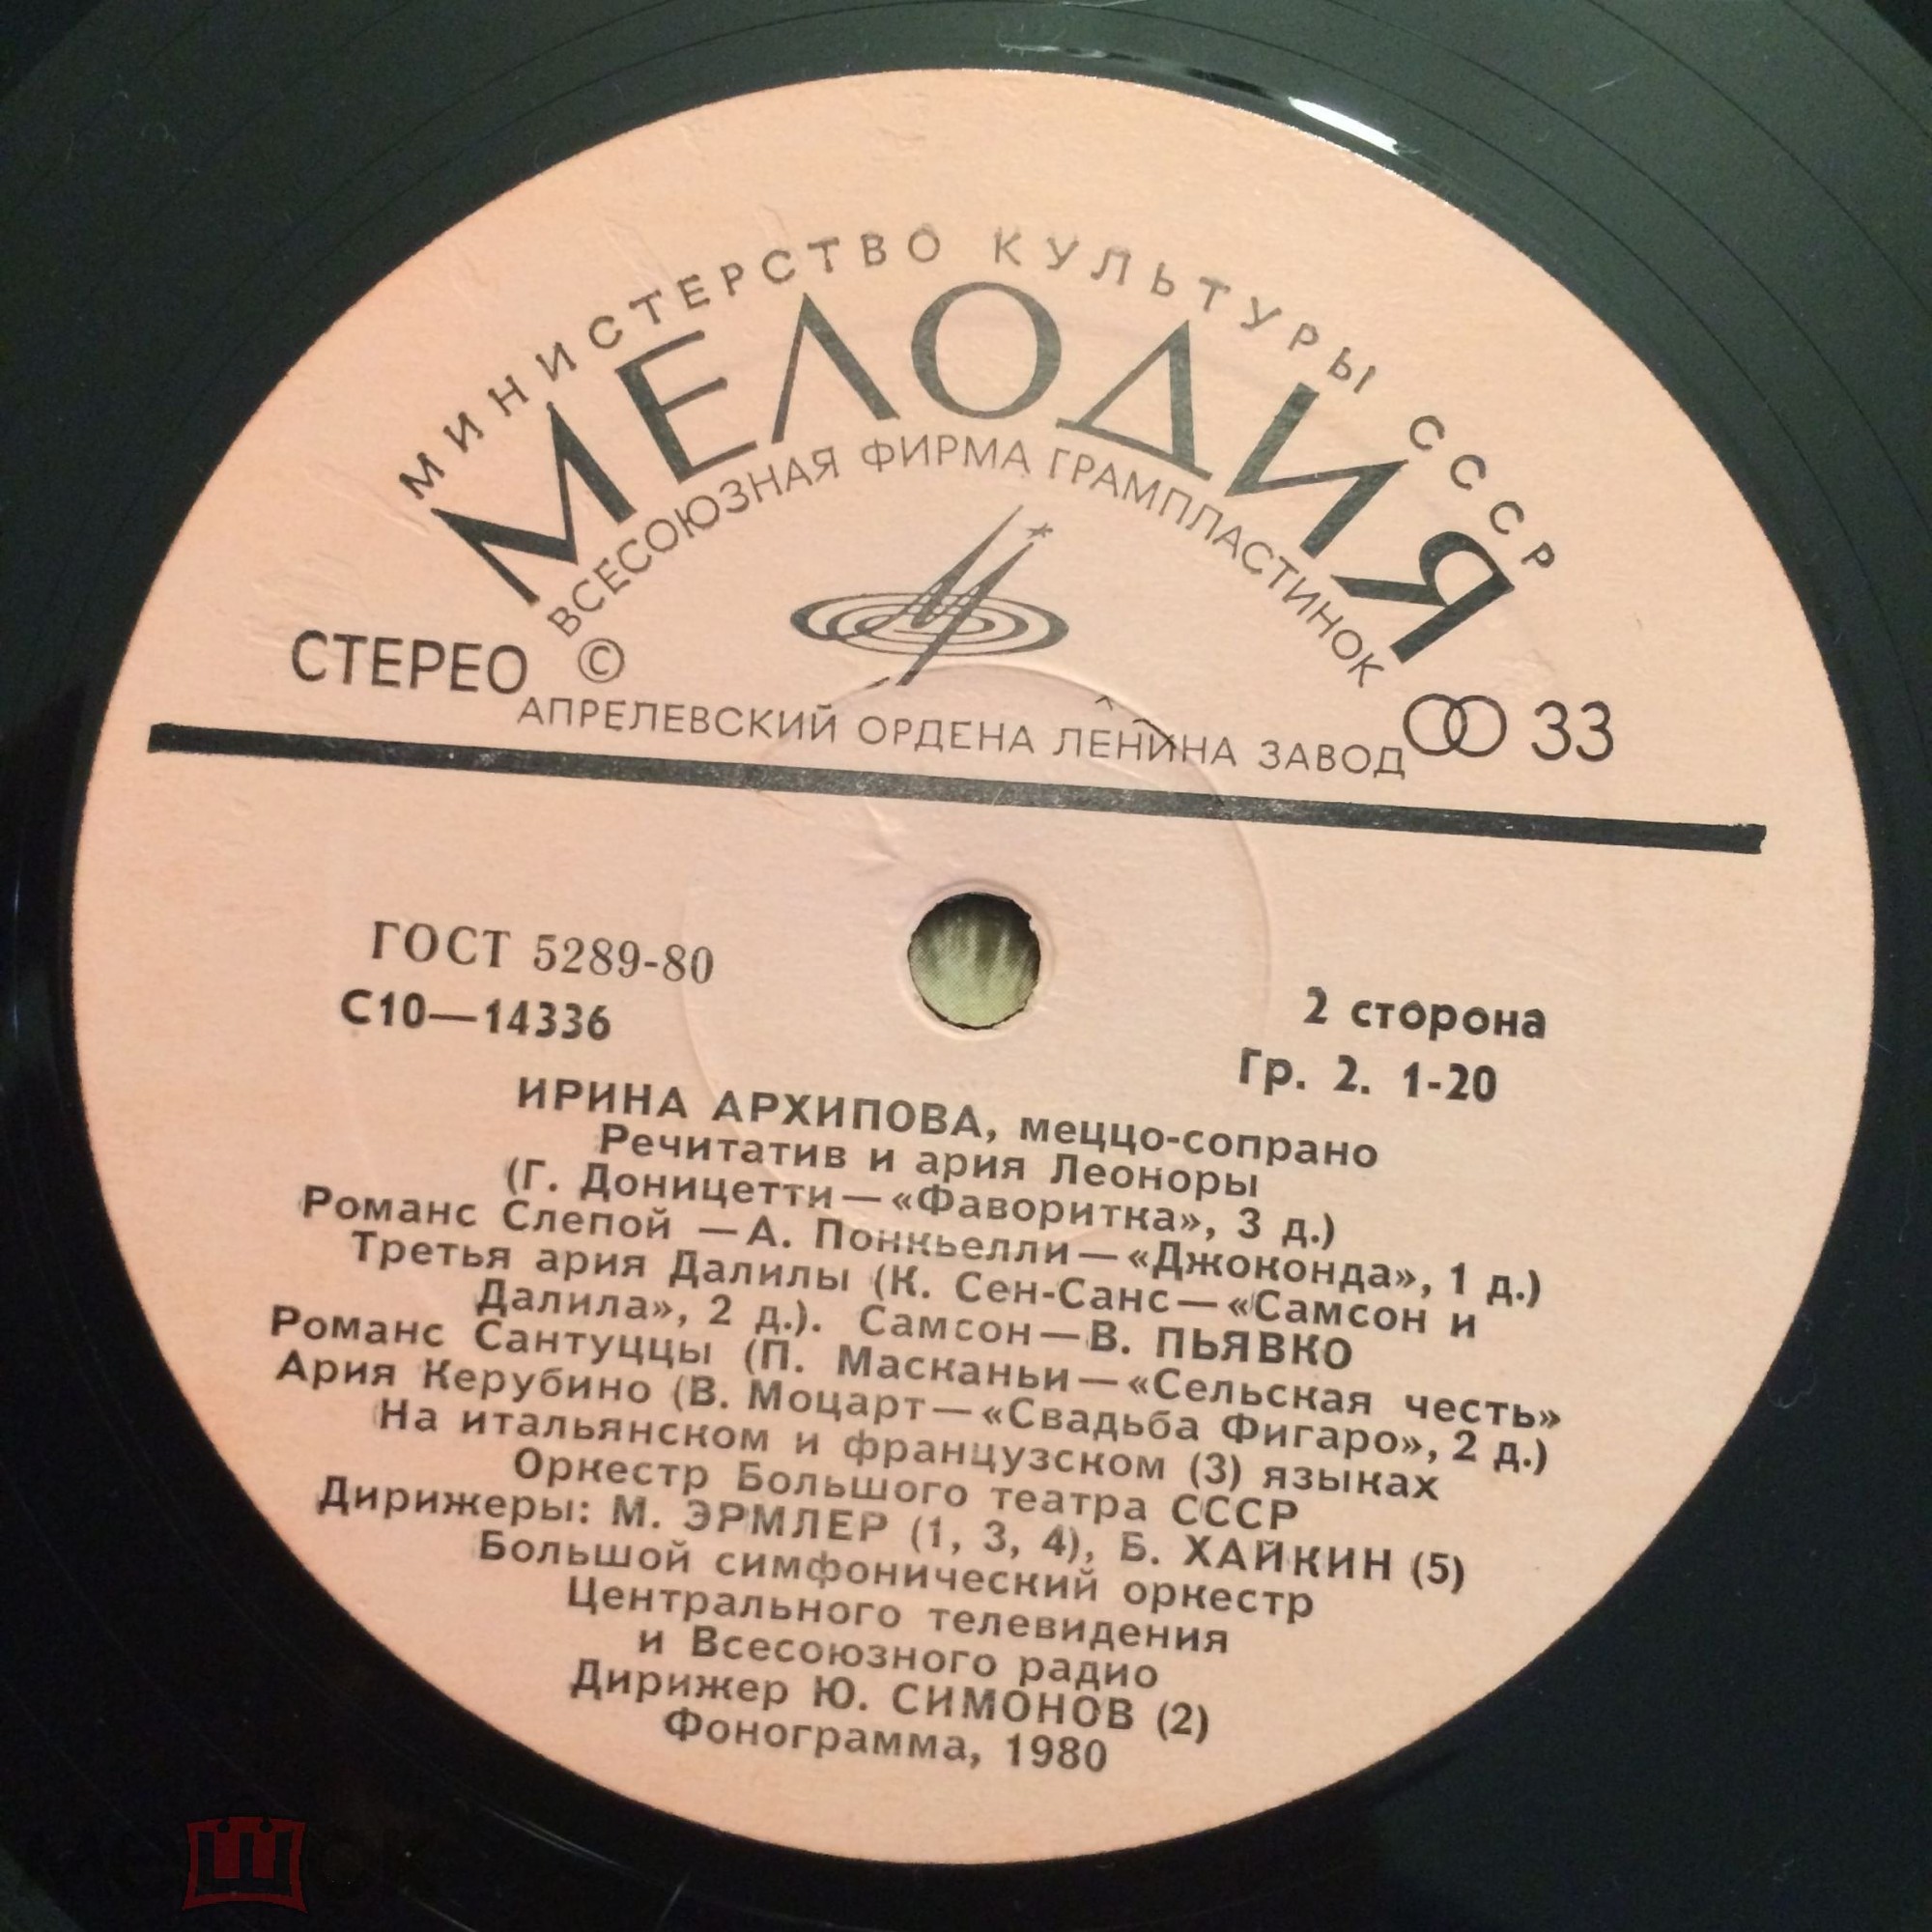 МИНИСТЕРСТВО КУЛЬТУРЫ СССР
МЕЛОДИЯ
ВСЕСОЮЗНАЯ ФИРМА ГРАМПЛАСТИНОК
СТЕРЕО ©
33
АПРЕЛЕВСКИЙ ОРДЕНА ЛЕНИНА ЗАВОД
ГОСТ 5289-80
С10—14336
2 сторона
Гр. 2. 1-20
ИРИНА АРХИПОВА, меццо-сопрано
Речитатив и ария Леоноры
(Г. Доницетти—«Фаворитка», 3 д.)
Романс Слепой —А. Понкьелли—«Джоконда», 1 д.)
Третья ария Далилы (К. Сен-Санс—«Самсон и
Далила», 2 д.). Самсон—В. ПЬЯВКО
Романс Сантуццы (П. Масканьи—«Сельская честь»
Ария Керубино (В. Моцарт—«Свадьба Фигаро», 2 д.)
На итальянском и французском (3) языках
Оркестр Большого театра СССР
Дирижеры: М. ЭРМЛЕР (1, 3, 4), Б. ХАЙКИН (5)
Большой симфонический оркестр
Центрального телевидения
и Всесоюзного радио
Дирижер Ю. СИМОНОВ (2)
Фонограмма, 1980